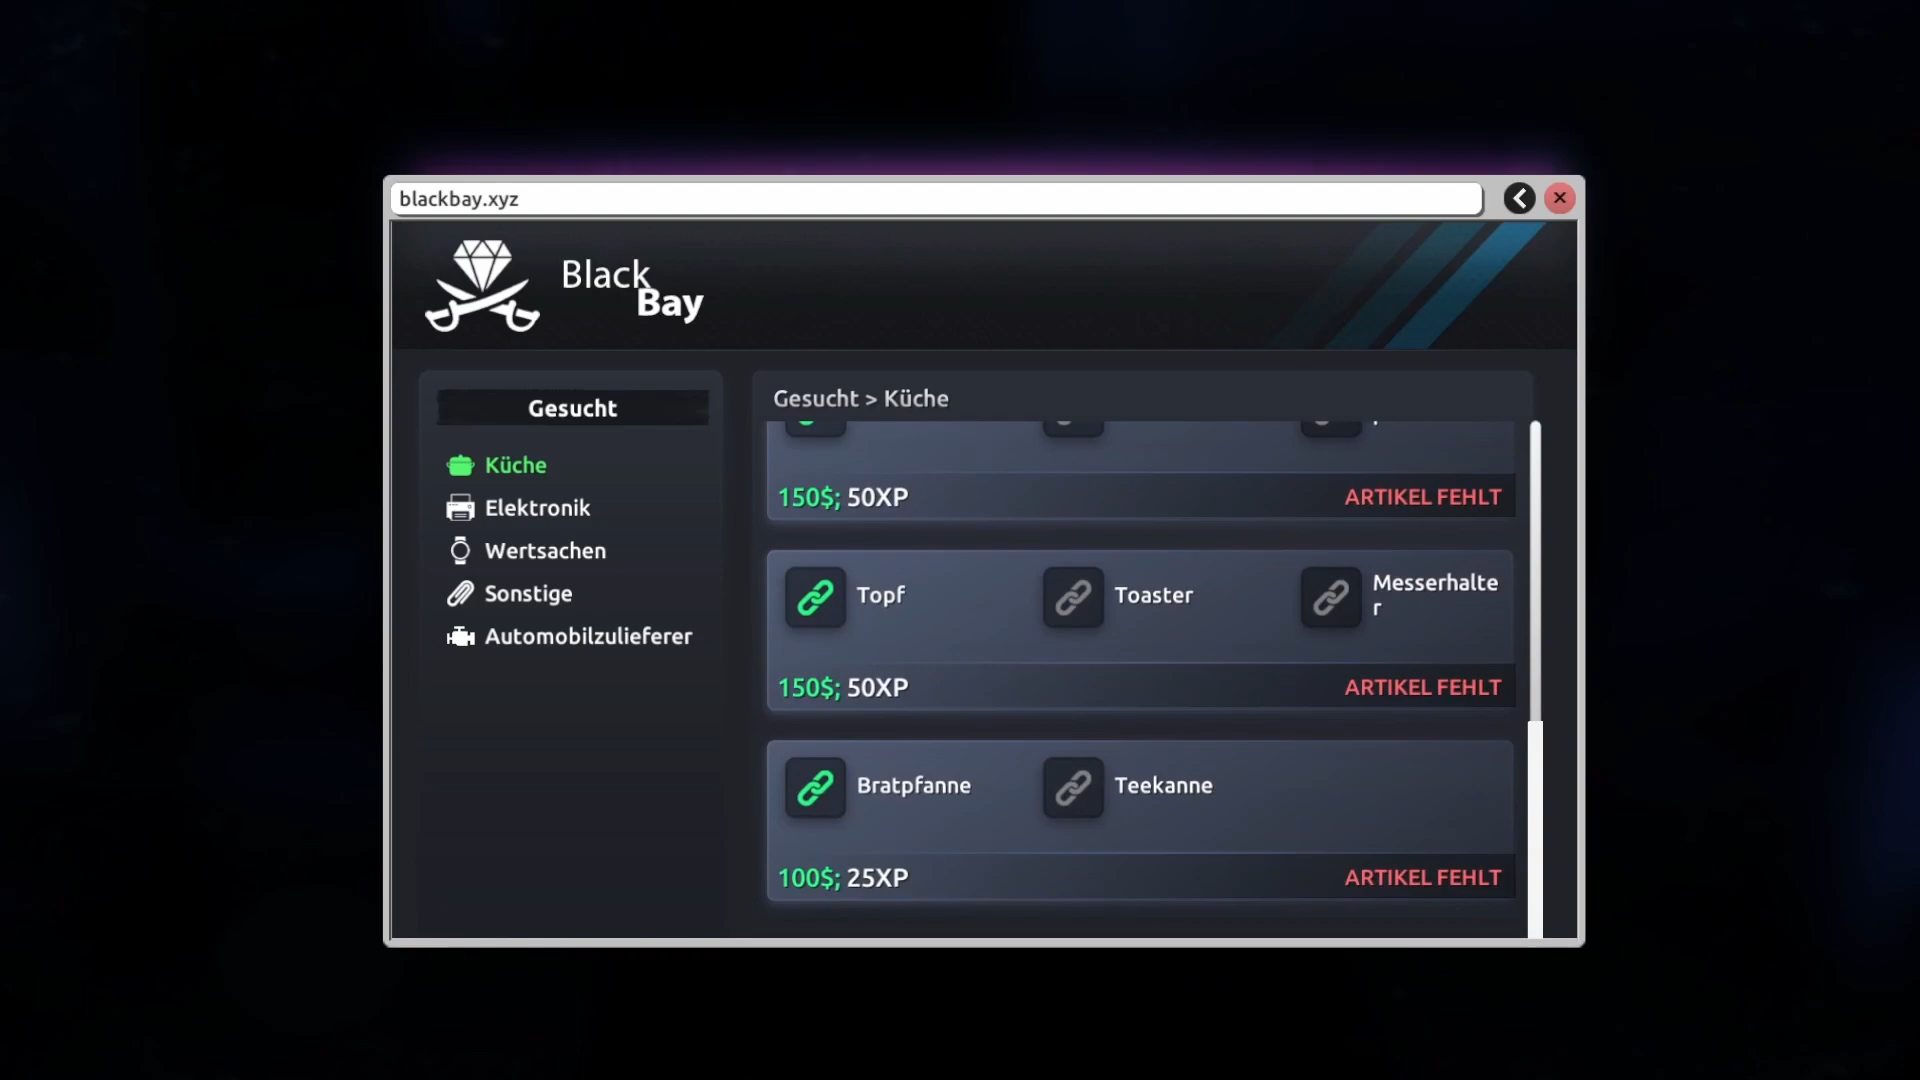 blackbay.xyz
Black
Bay
Gesucht
Küche
Elektronik
Wertsachen
Sonstige
Automobilzulieferer
Gesucht > Küche
150$; 50XP
ARTIKEL FEHLT
Topf
Toaster
Messerhalte
r
150$; 50XP
ARTIKEL FEHLT
Bratpfanne
Teekanne
100$; 25XP
ARTIKEL FEHLT